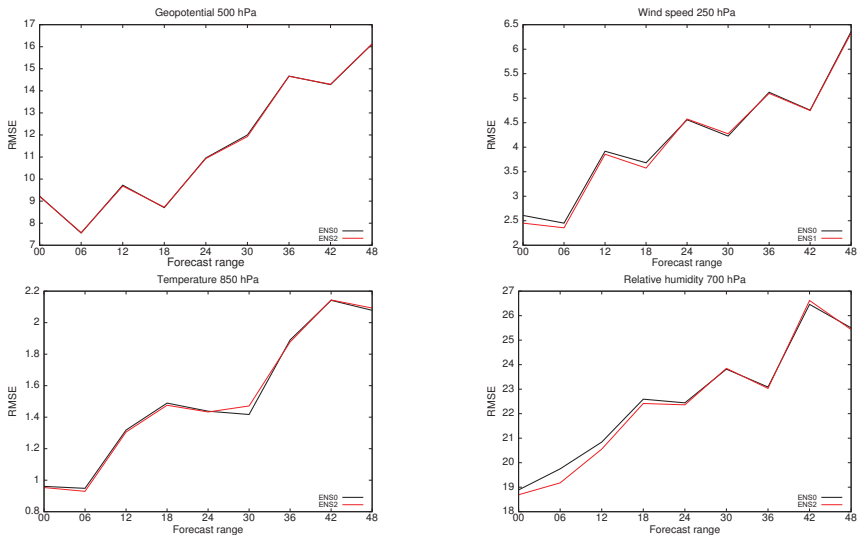 Geopotential 500 hPa
17
16
15
14
13
12
11
10
9
8
7
RMSE
00 06 12 18 24 30 36 42 48
Forecast range
ENS0
ENS2
Wind speed 250 hPa
6.5
6
5.5
5
4.5
4
3.5
3
2.5
2
RMSE
00 06 12 18 24 30 36 42 48
Forecast range
ENS0
ENS1
Temperature 850 hPa
2.2
2
1.8
1.6
1.4
1.2
1
0.8
RMSE
00 06 12 18 24 30 36 42 48
Forecast range
ENS0
ENS2
Relative humidity 700 hPa
27
26
25
24
23
22
21
20
19
18
RMSE
00 06 12 18 24 30 36 42 48
Forecast range
ENS0
ENS2